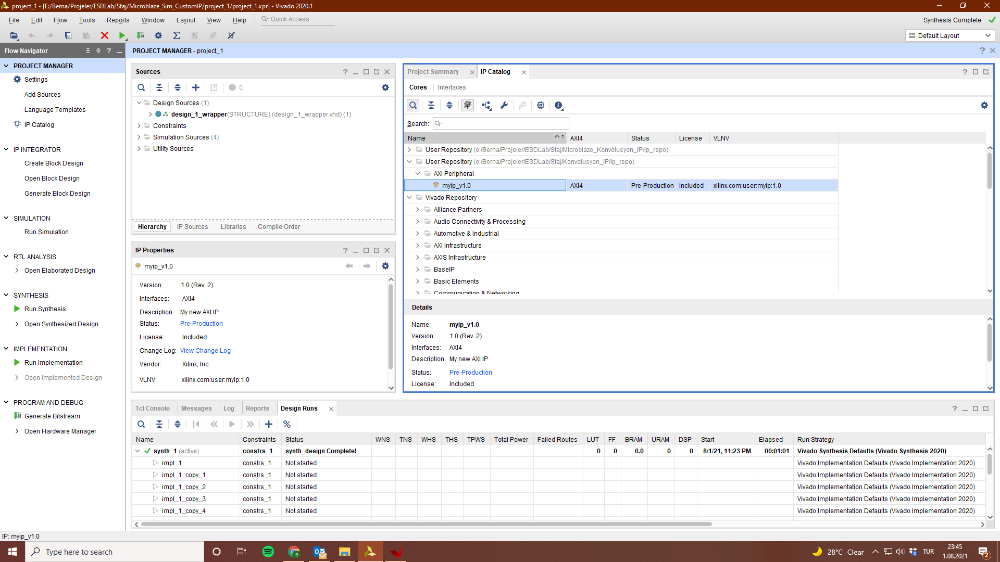 project_1 - [E:/Berna/Projeler/ESDLab/Staj/Microblaze_Sim_CustomIP/project_1/project_1.xpr] - Vivado 2020.1
File Edit Flow Tools Reports Window Layout View Help Quick Access
Synthesis Complete
Default Layout
Flow Navigator
PROJECT MANAGER
Settings
Add Sources
Language Templates
IP Catalog
IP INTEGRATOR
Create Block Design
Open Block Design
Generate Block Design
SIMULATION
Run Simulation
RTL ANALYSIS
Open Elaborated Design
SYNTHESIS
Run Synthesis
Open Synthesized Design
IMPLEMENTATION
Run Implementation
Open Implemented Design
PROGRAM AND DEBUG
Generate Bitstream
Open Hardware Manager
PROJECT MANAGER - project_1
Sources
0
Design Sources (1)
design_1_wrapper(STRUCTURE) (design_1_wrapper.vhd) (1)
Constraints
Simulation Sources (4)
Utility Sources
Hierarchy IP Sources Libraries Compile Order
IP Properties
myip_v1.0
Version: 1.0 (Rev. 2)
Interfaces: AXI4
Description: My new AXI IP
Status: Pre-Production
License: Included
Change Log: View Change Log
Vendor: Xilinx, Inc.
VLNV: xilinx.com:user:myip:1.0
Project Summary IP Catalog
Cores | Interfaces
Search:
Name 1 AXI4 Status License VLNV
User Repository (e:/Berna/Projeler/ESDLab/Staj/Microblaze_Konvolusyon_IP/ip_repo)
User Repository (e:/Berna/Projeler/ESDLab/Staj/Konvolusyon_IP/ip_repo)
AXI Peripheral
myip_v1.0 AXI4 Pre-Production Included xilinx.com:user:myip:1.0
Vivado Repository
Alliance Partners
Audio Connectivity & Processing
Automotive & Industrial
AXI Infrastructure
AXIS Infrastructure
BaseIP
Basic Elements
Communication & Networking
Details
Name: myip_v1.0
Version: 1.0 (Rev. 2)
Interfaces: AXI4
Description: My new AXI IP
Status: Pre-Production
License: Included
Tcl Console Messages Log Reports Design Runs
Name Constraints Status WNS TNS WHS THS TPWS Total Power Failed Routes LUT FF BRAM URAM DSP Start Elapsed Run Strategy
synth_1 (active) constrs_1 synth_design Complete! 0 0 0.0 0 0 8/1/21, 11:23 PM 00:01:01 Vivado Synthesis Defaults (Vivado Synthesis 2020)
impl_1 constrs_1 Not started Vivado Implementation Defaults (Vivado Implementation 2020)
impl_1_copy_1 constrs_1 Not started Vivado Implementation Defaults (Vivado Implementation 2020)
impl_1_copy_2 constrs_1 Not started Vivado Implementation Defaults (Vivado Implementation 2020)
impl_1_copy_3 constrs_1 Not started Vivado Implementation Defaults (Vivado Implementation 2020)
impl_1_copy_4 constrs_1 Not started Vivado Implementation Defaults (Vivado Implementation 2020)
IP: myip_v1.0
Type here to search
28°C Clear
TUR
23:45
1.08.2021
2